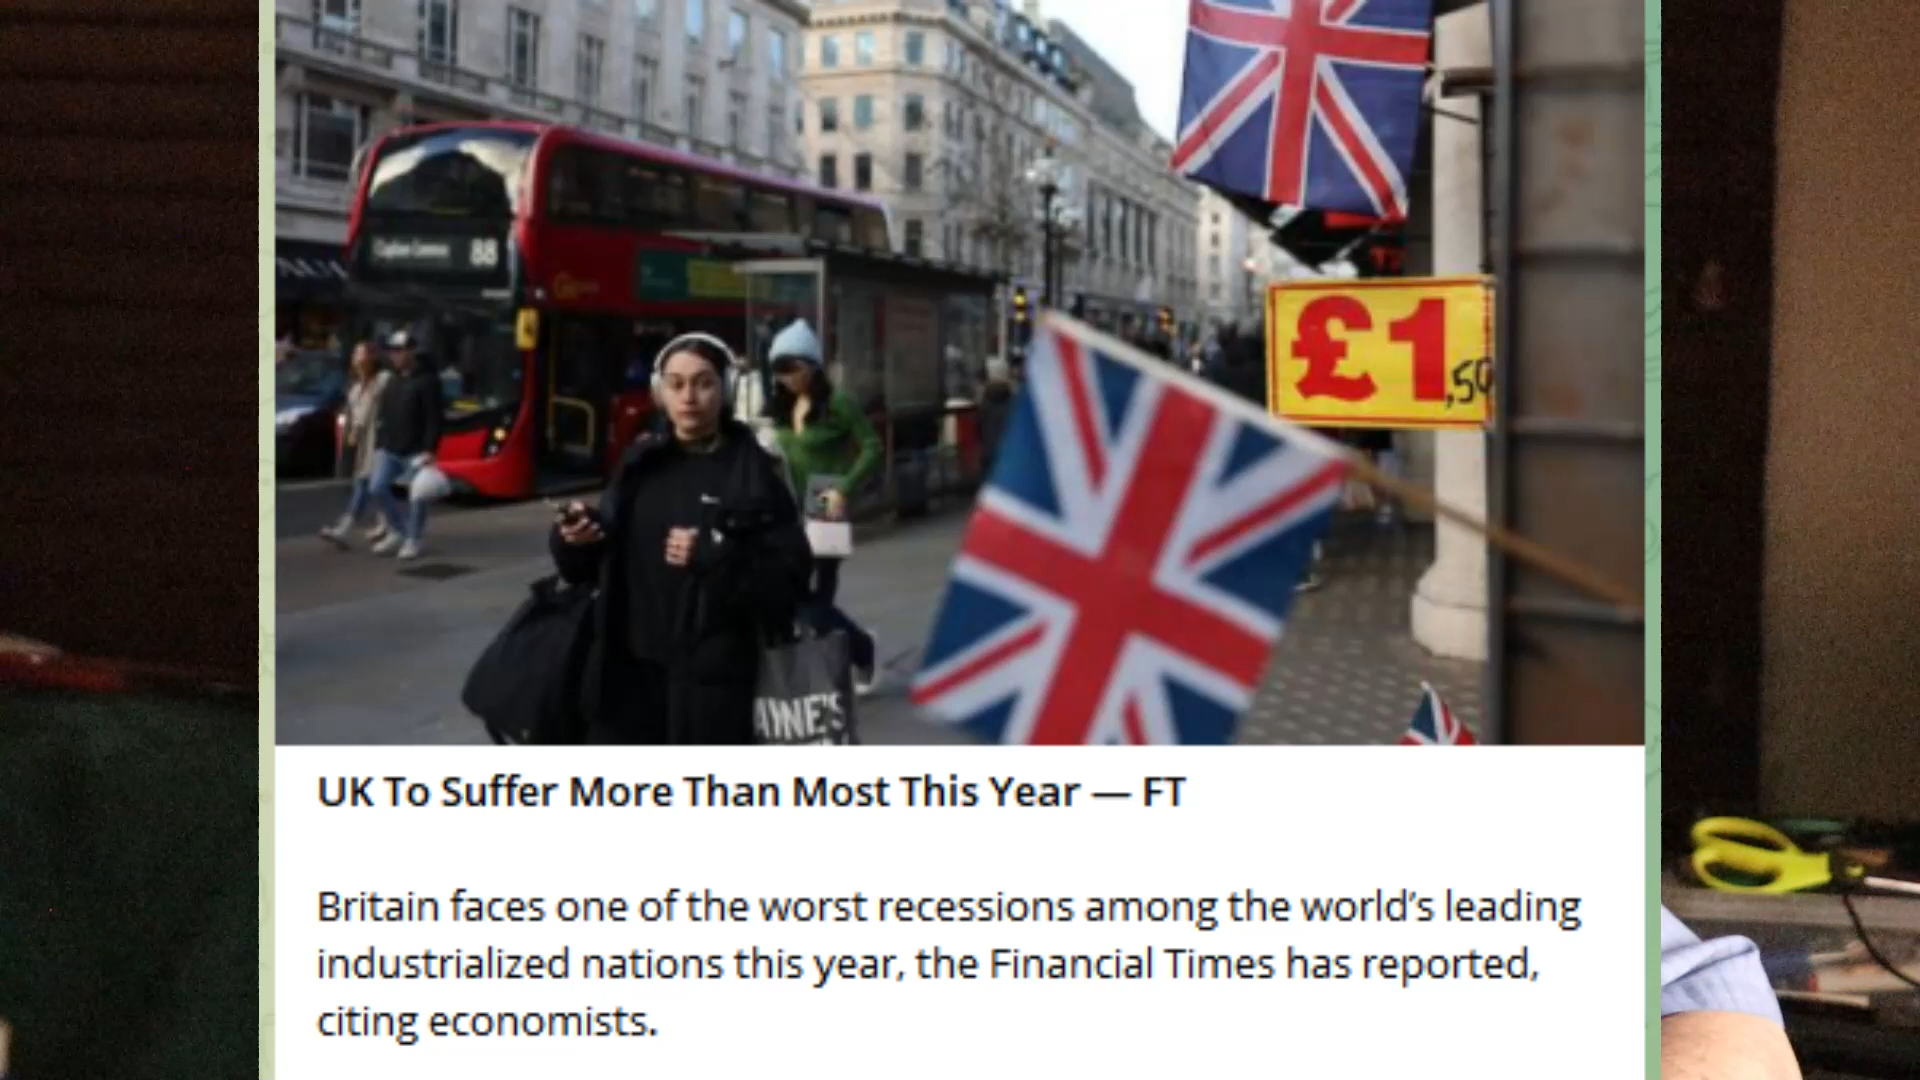 88
£1,50
AYNE'S
UK To Suffer More Than Most This Year — FT
Britain faces one of the worst recessions among the world's leading
industrialized nations this year, the Financial Times has reported,
citing economists.